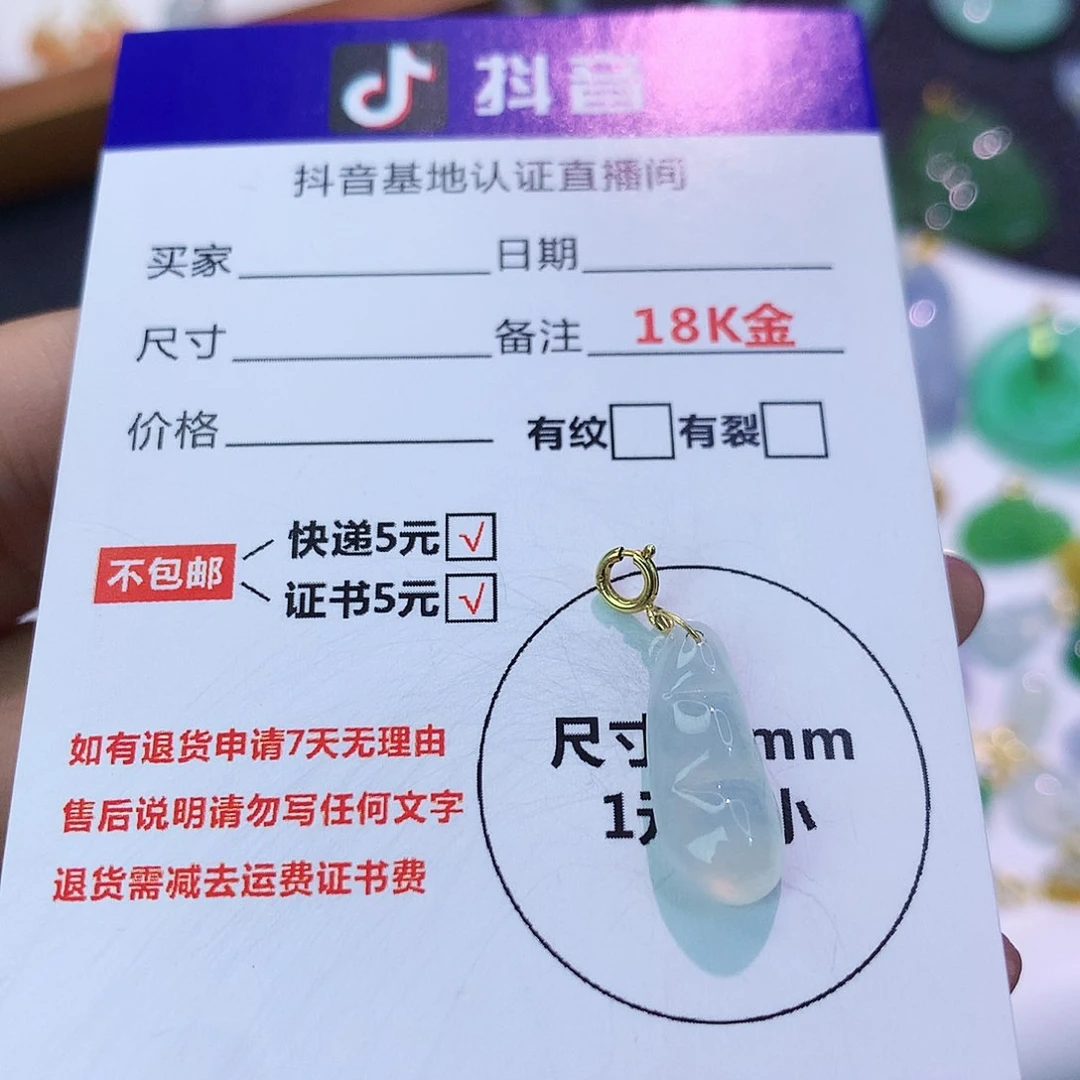 抖音
抖音基地认证直播间
买家 日期
尺寸 备注 18K金
价格 有纹 有裂
不包邮 快递5元 √
证书5元 √
如有退货申请7天无理由
售后说明请勿写任何文字
退货需减去运费证书费
尺寸 mm
1元 小